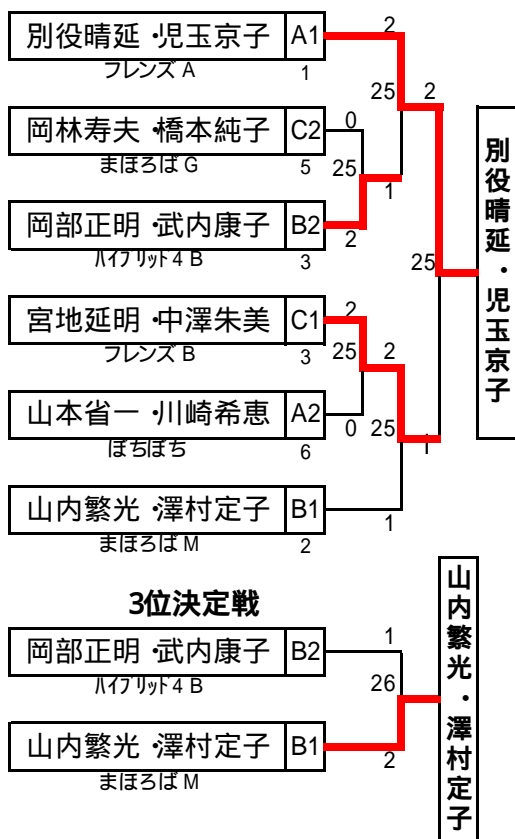 別役晴延・児玉京子 A1
フレンズ A 1
2
25 2
岡林寿夫・橋本純子 C2
まほろば G 5
0
25
1
岡部正明・武内康子 B2
ハイブリッド4 B 3
2
25
別役晴延・児玉京子
宮地延明・中澤朱美 C1
フレンズ B 3
2
25 2
山本省一・川崎希恵 A2
ぽちぽち 6
0 25
1
山内繁光・澤村定子 B1
まほろば M 2
1
3位決定戦
岡部正明・武内康子 B2
ハイブリッド4 B
1
26
山内繁光・澤村定子 B1
まほろば M
2
山内繁光・澤村定子